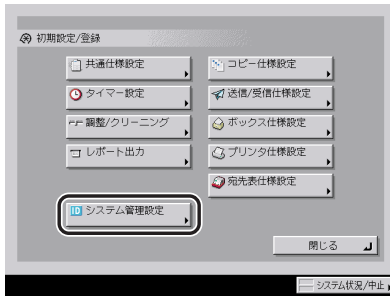 初期設定/登録
共通仕様設定
コピー仕様設定
タイマー設定
送信/受信仕様設定
調整/クリーニング
ボックス仕様設定
レポート出力
プリンタ仕様設定
宛先表仕様設定
ID システム管理設定
閉じる
システム状況/中止